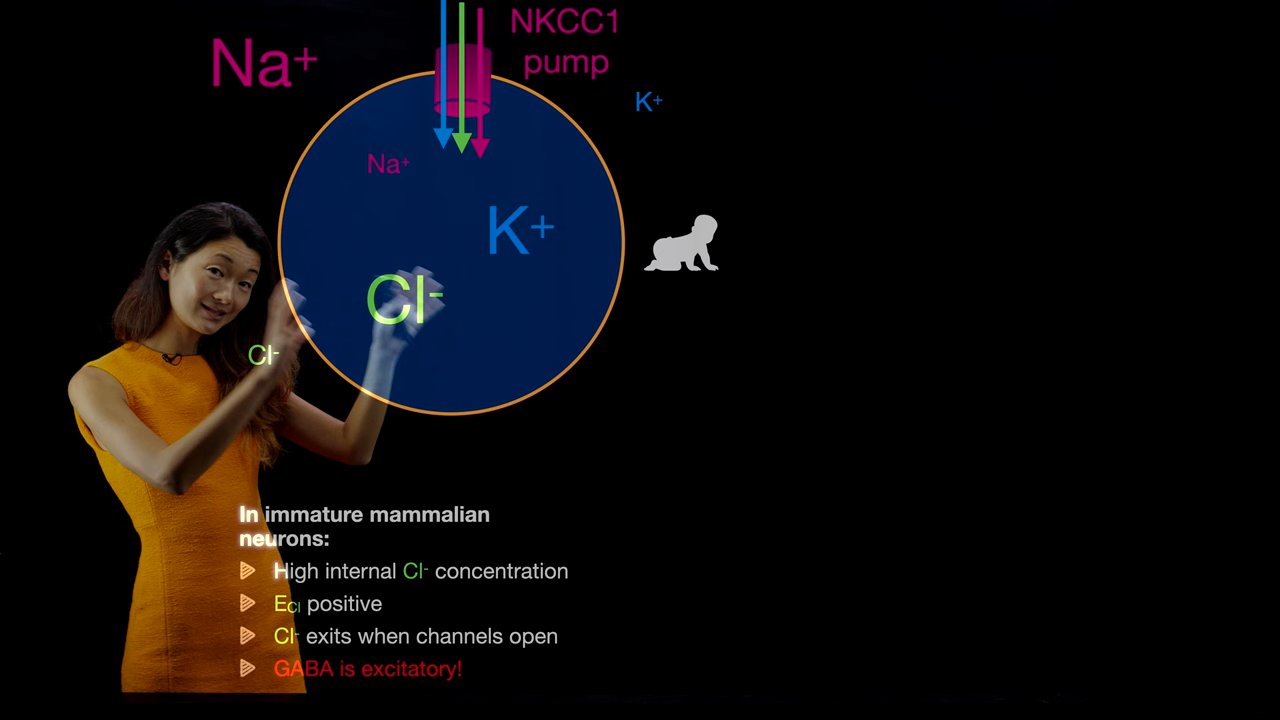 NKCC1
pump
Na⁺
K⁺
Na⁺
K⁺
Cl⁻
Cl⁻
In immature mammalian
neurons:
High internal Cl⁻ concentration
E_Cl positive
Cl⁻ exits when channels open
GABA is excitatory!